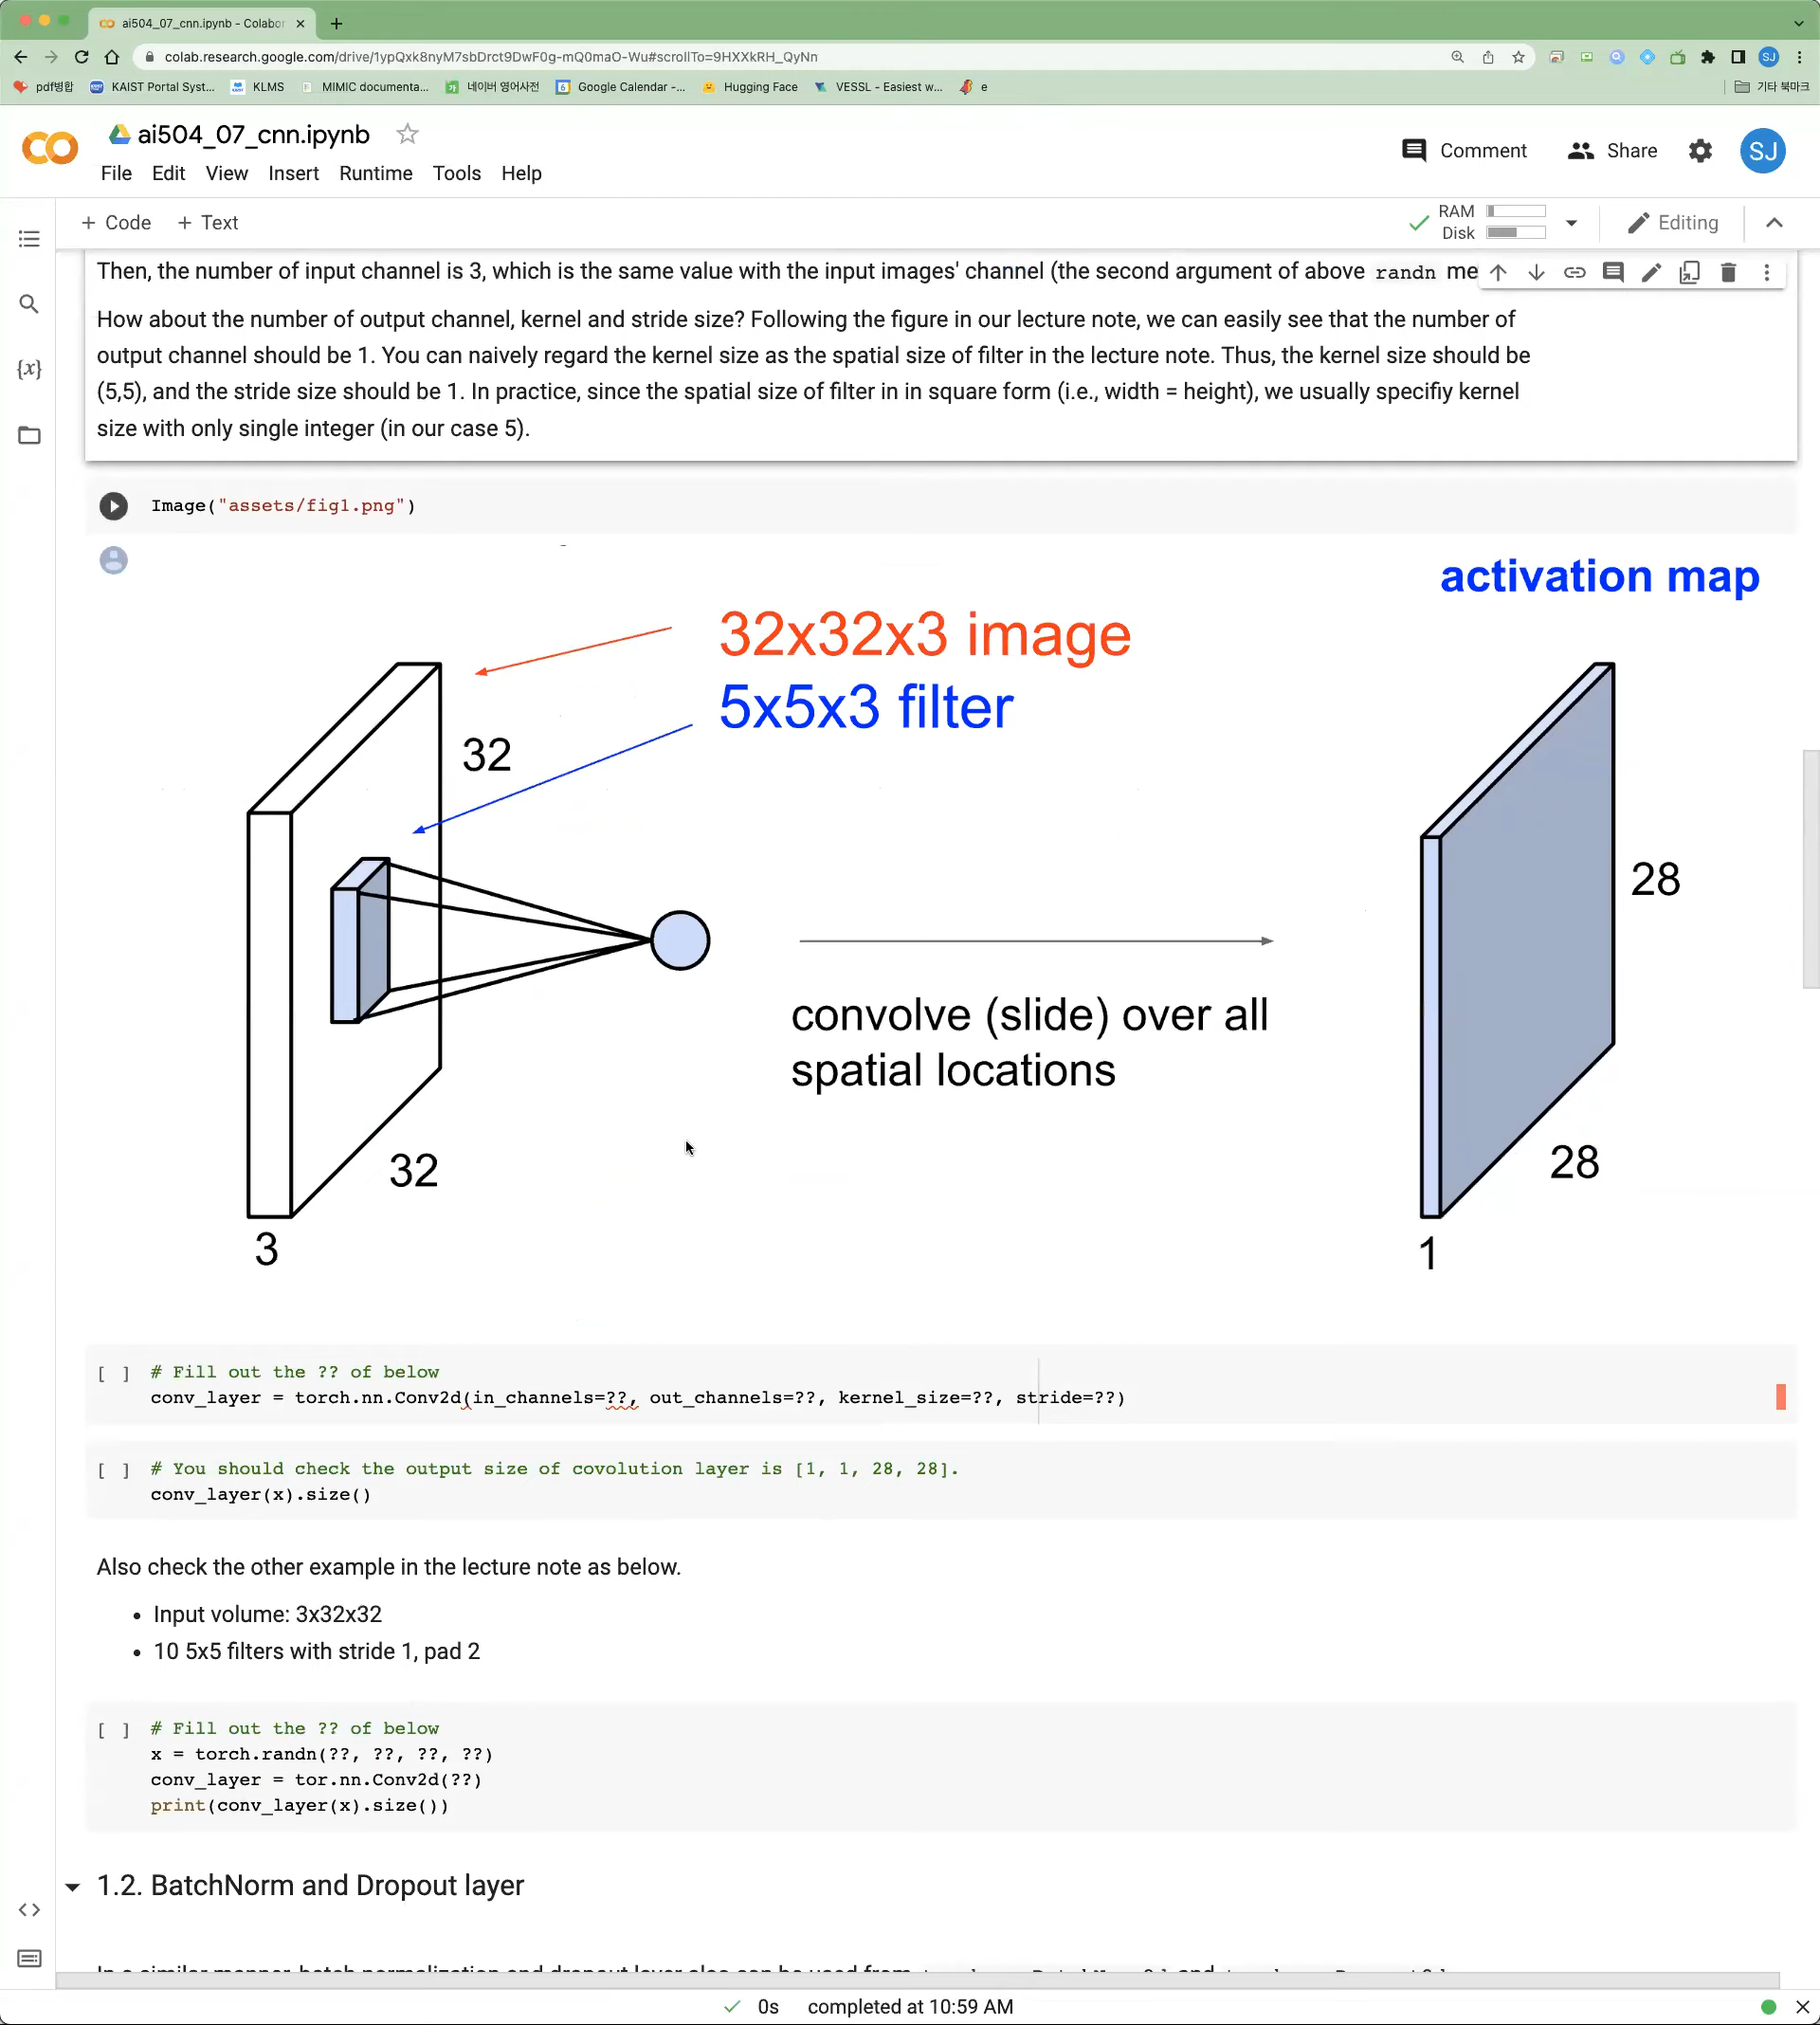 ai504_07_cnn.ipynb - Colabor
colab.research.google.com/drive/1ypQxk8nyM7sbDrct9DwF0g-mQ0maO-Wu#scrollTo=9HXXkRH_QyNn
SJ
pdf병합 KAIST Portal Syst... KLMS MIMIC documenta... 네이버 영어사전 Google Calendar -... Hugging Face VESSL - Easiest w... e 기타 북마크
ai504_07_cnn.ipynb
File Edit View Insert Runtime Tools Help
Comment Share SJ
+ Code + Text
RAM
Disk
Editing
Then, the number of input channel is 3, which is the same value with the input images' channel (the second argument of above randn me
How about the number of output channel, kernel and stride size? Following the figure in our lecture note, we can easily see that the number of
output channel should be 1. You can naively regard the kernel size as the spatial size of filter in the lecture note. Thus, the kernel size should be
(5,5), and the stride size should be 1. In practice, since the spatial size of filter in in square form (i.e., width = height), we usually specifiy kernel
size with only single integer (in our case 5).
Image("assets/fig1.png")
activation map
32x32x3 image
5x5x3 filter
32
28
convolve (slide) over all
spatial locations
32
28
3
1
[ ] # Fill out the ?? of below
conv_layer = torch.nn.Conv2d(in_channels=??, out_channels=??, kernel_size=??, stride=??)
[ ] # You should check the output size of covolution layer is [1, 1, 28, 28].
conv_layer(x).size()
Also check the other example in the lecture note as below.
• Input volume: 3x32x32
• 10 5x5 filters with stride 1, pad 2
[ ] # Fill out the ?? of below
x = torch.randn(??, ??, ??, ??)
conv_layer = tor.nn.Conv2d(??)
print(conv_layer(x).size())
1.2. BatchNorm and Dropout layer
In a similar manner, batch normalization and dropout layer also can be used from
0s completed at 10:59 AM